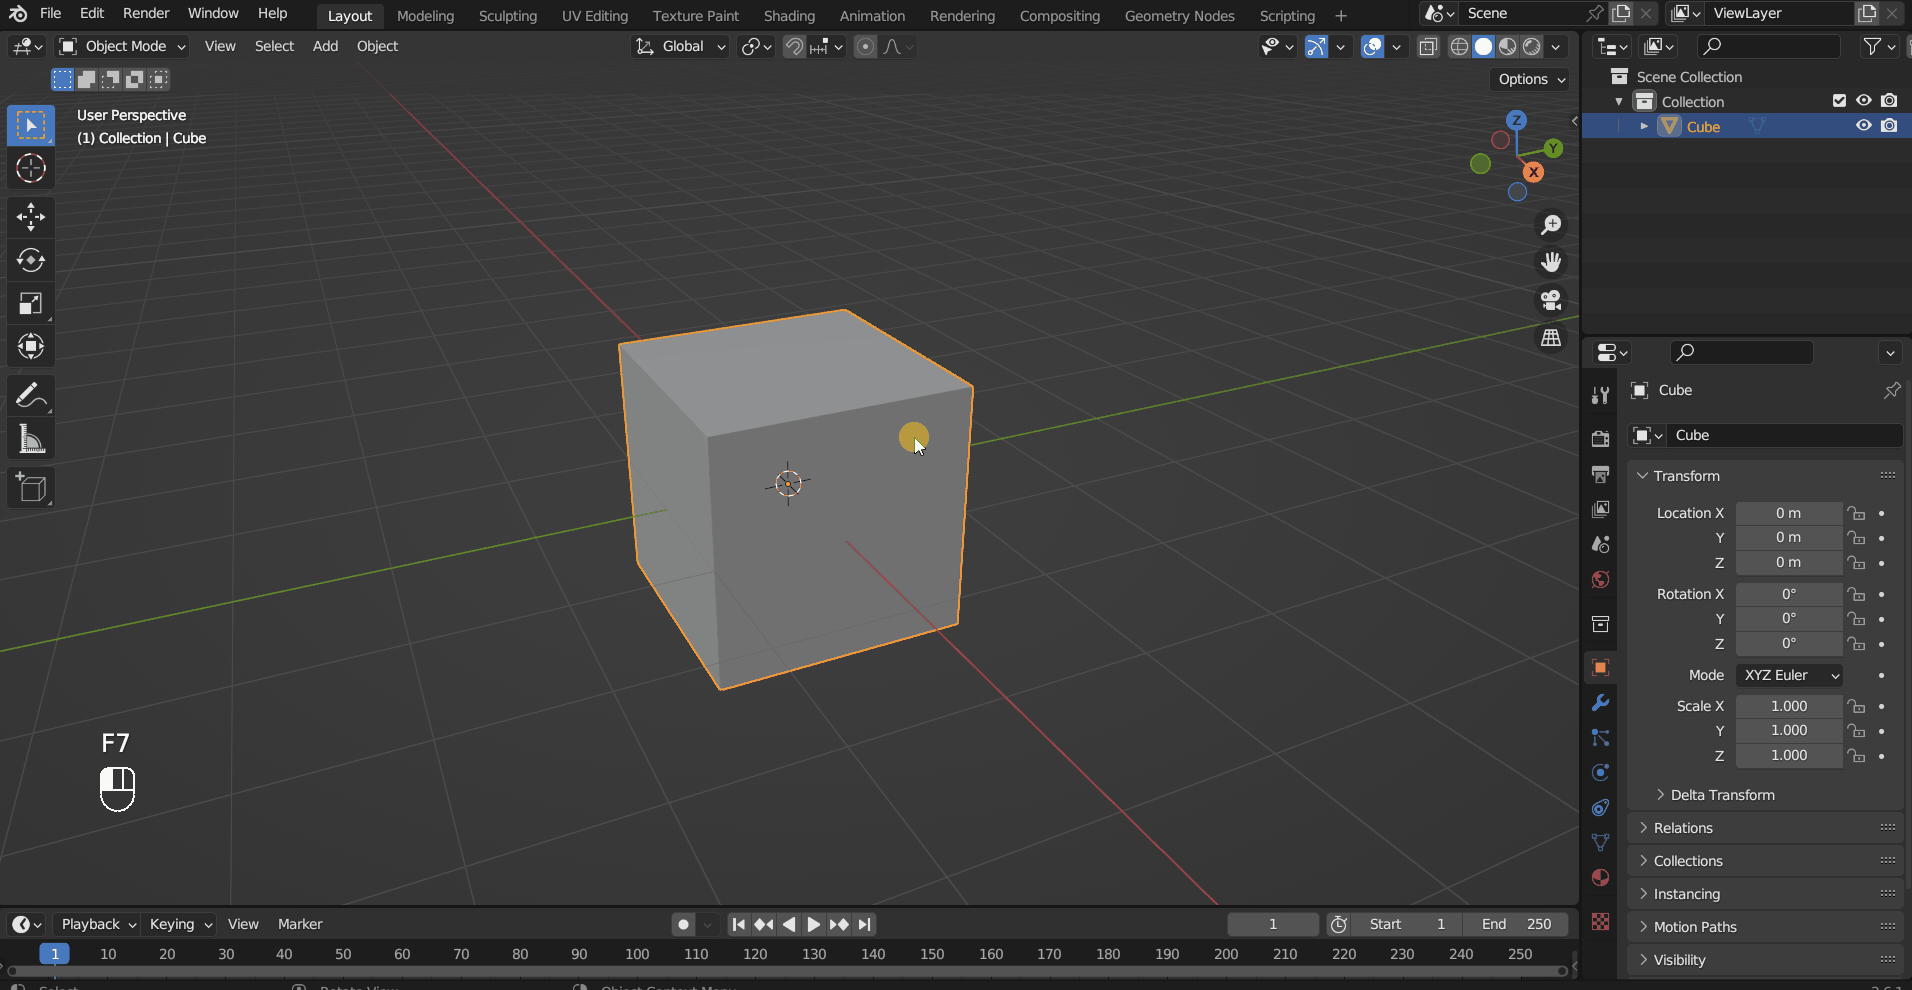 File Edit Render Window Help
Layout Modeling Sculpting UV Editing Texture Paint Shading Animation Rendering Compositing Geometry Nodes Scripting +
Scene
ViewLayer
Object Mode View Select Add Object
Global
Options
User Perspective
(1) Collection | Cube
Z
Y
X
Scene Collection
Collection
Cube
Cube
Cube
Transform
Location X 0 m
Y 0 m
Z 0 m
Rotation X 0°
Y 0°
Z 0°
Mode XYZ Euler
Scale X 1.000
Y 1.000
Z 1.000
Delta Transform
Relations
Collections
Instancing
Motion Paths
Visibility
F7
Playback Keying View Marker
1
Start 1
End 250
1 10 20 30 40 50 60 70 80 90 100 110 120 130 140 150 160 170 180 190 200 210 220 230 240 250